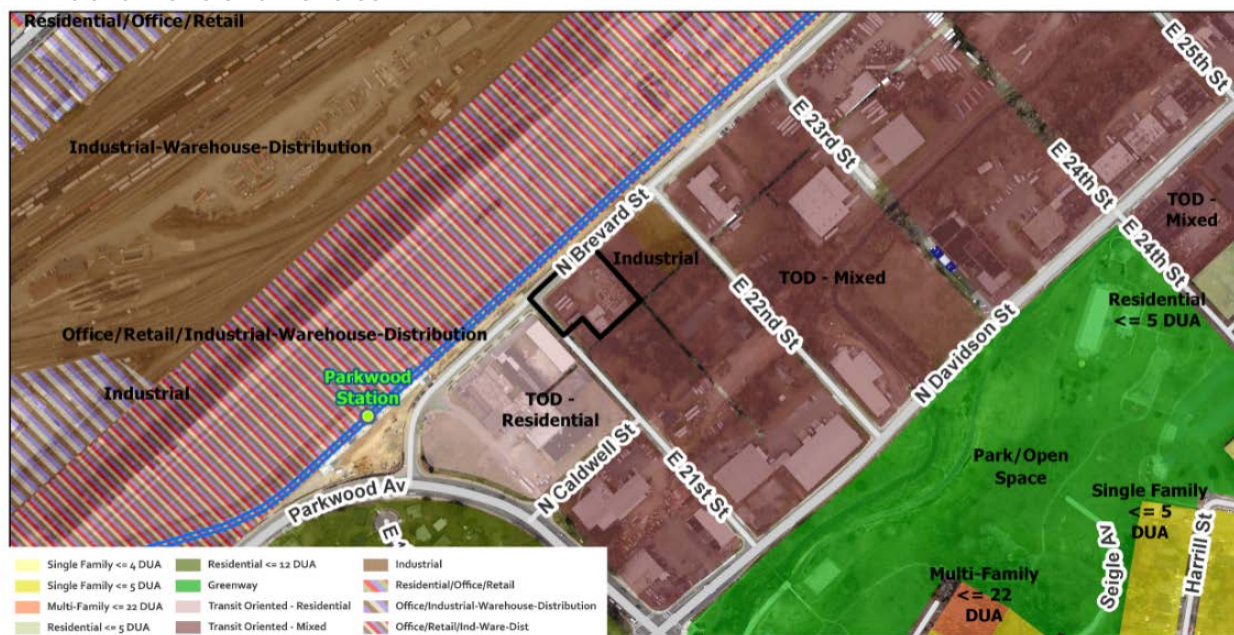 Residential/Office/Retail
E 25th St
Industrial-Warehouse-Distribution
E 23rd St
E 24th St
TOD -
Mixed
N Brevard St
Industrial
E 22nd St
TOD - Mixed
E 24th St
Residential
<= 5 DUA
Office/Retail/Industrial-Warehouse-Distribution
N Davidson St
Industrial
Parkwood
Station
TOD -
Residential
N Caldwell St
E 21st St
Park/Open
Space
Parkwood Av
Single Family
<= 5
DUA
Seigle Av
Harrill St
Multi-Family
<= 22
DUA
Single Family <= 4 DUA
Single Family <= 5 DUA
Multi-Family <= 22 DUA
Residential <= 5 DUA
Residential <= 12 DUA
Greenway
Transit Oriented - Residential
Transit Oriented - Mixed
Industrial
Residential/Office/Retail
Office/Industrial-Warehouse-Distribution
Office/Retail/Ind-Ware-Dist